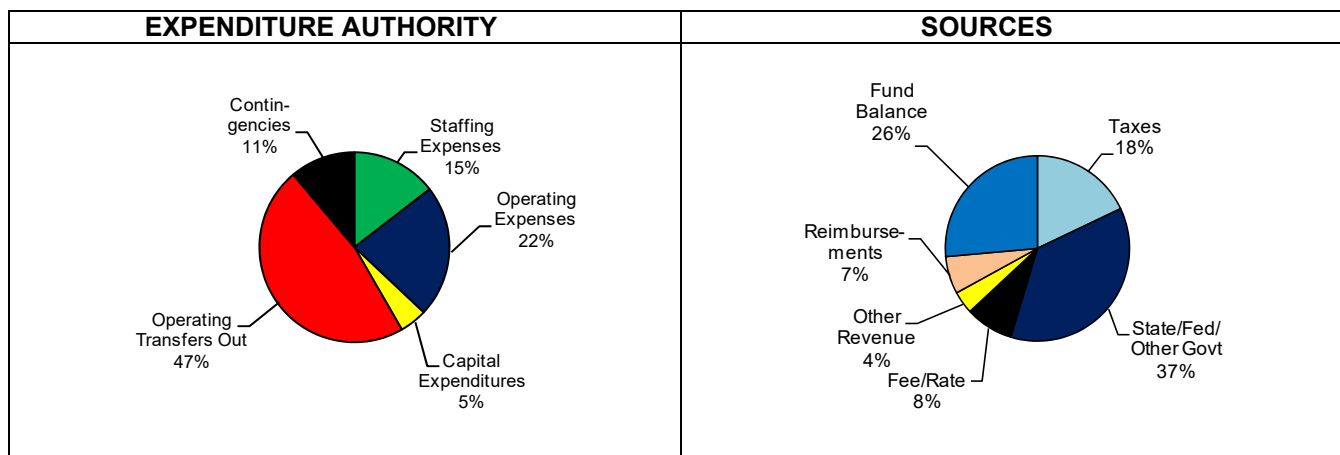 EXPENDITURE AUTHORITY
Contin-
gencies
11%
Staffing
Expenses
15%
Operating
Expenses
22%
Capital
Expenditures
5%
Operating
Transfers Out
47%
SOURCES
Fund
Balance
26%
Taxes
18%
Reimburse-
ments
7%
Other
Revenue
4%
Fee/Rate
8%
State/Fed/
Other Govt
37%